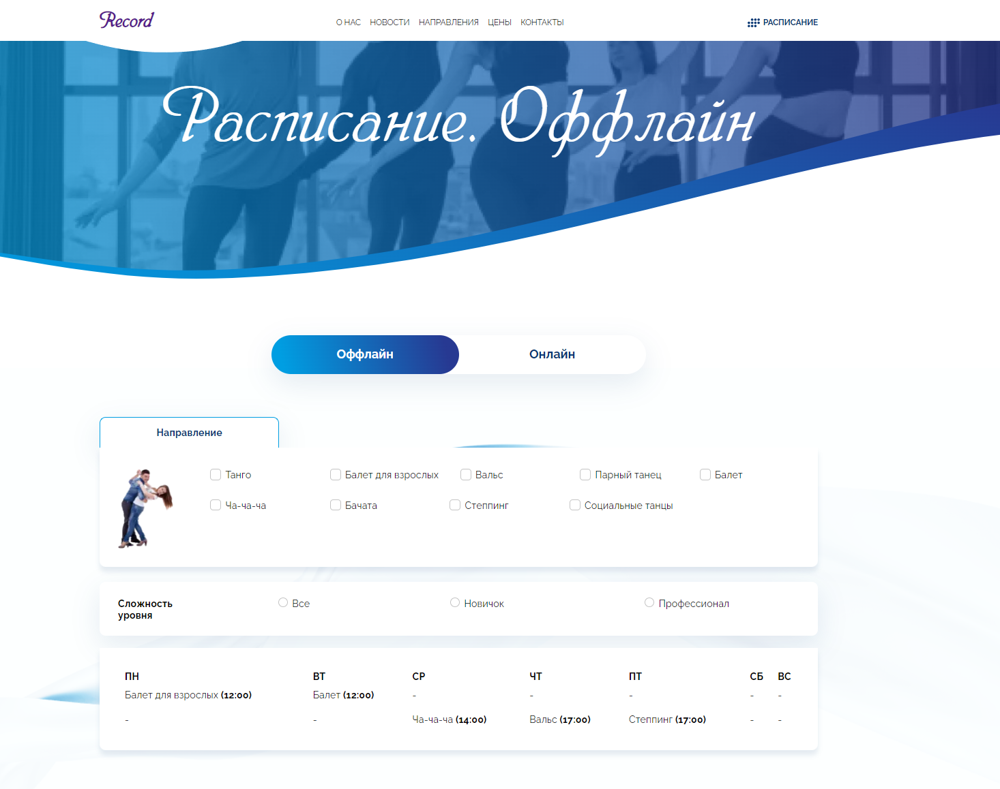 Record
О НАС НОВОСТИ НАПРАВЛЕНИЯ ЦЕНЫ КОНТАКТЫ
РАСПИСАНИЕ
Расписание. Оффлайн
Оффлайн Онлайн
Направление
Танго Балет для взрослых Вальс Парный танец Балет
Ча-ча-ча Бачата Степпинг Социальные танцы
Сложность
уровня
Все Новичок Профессионал
ПН ВТ СР ЧТ ПТ СБ ВС
Балет для взрослых (12:00) Балет (12:00) - - - - -
- - Ча-ча-ча (14:00) Вальс (17:00) Степпинг (17:00) - -